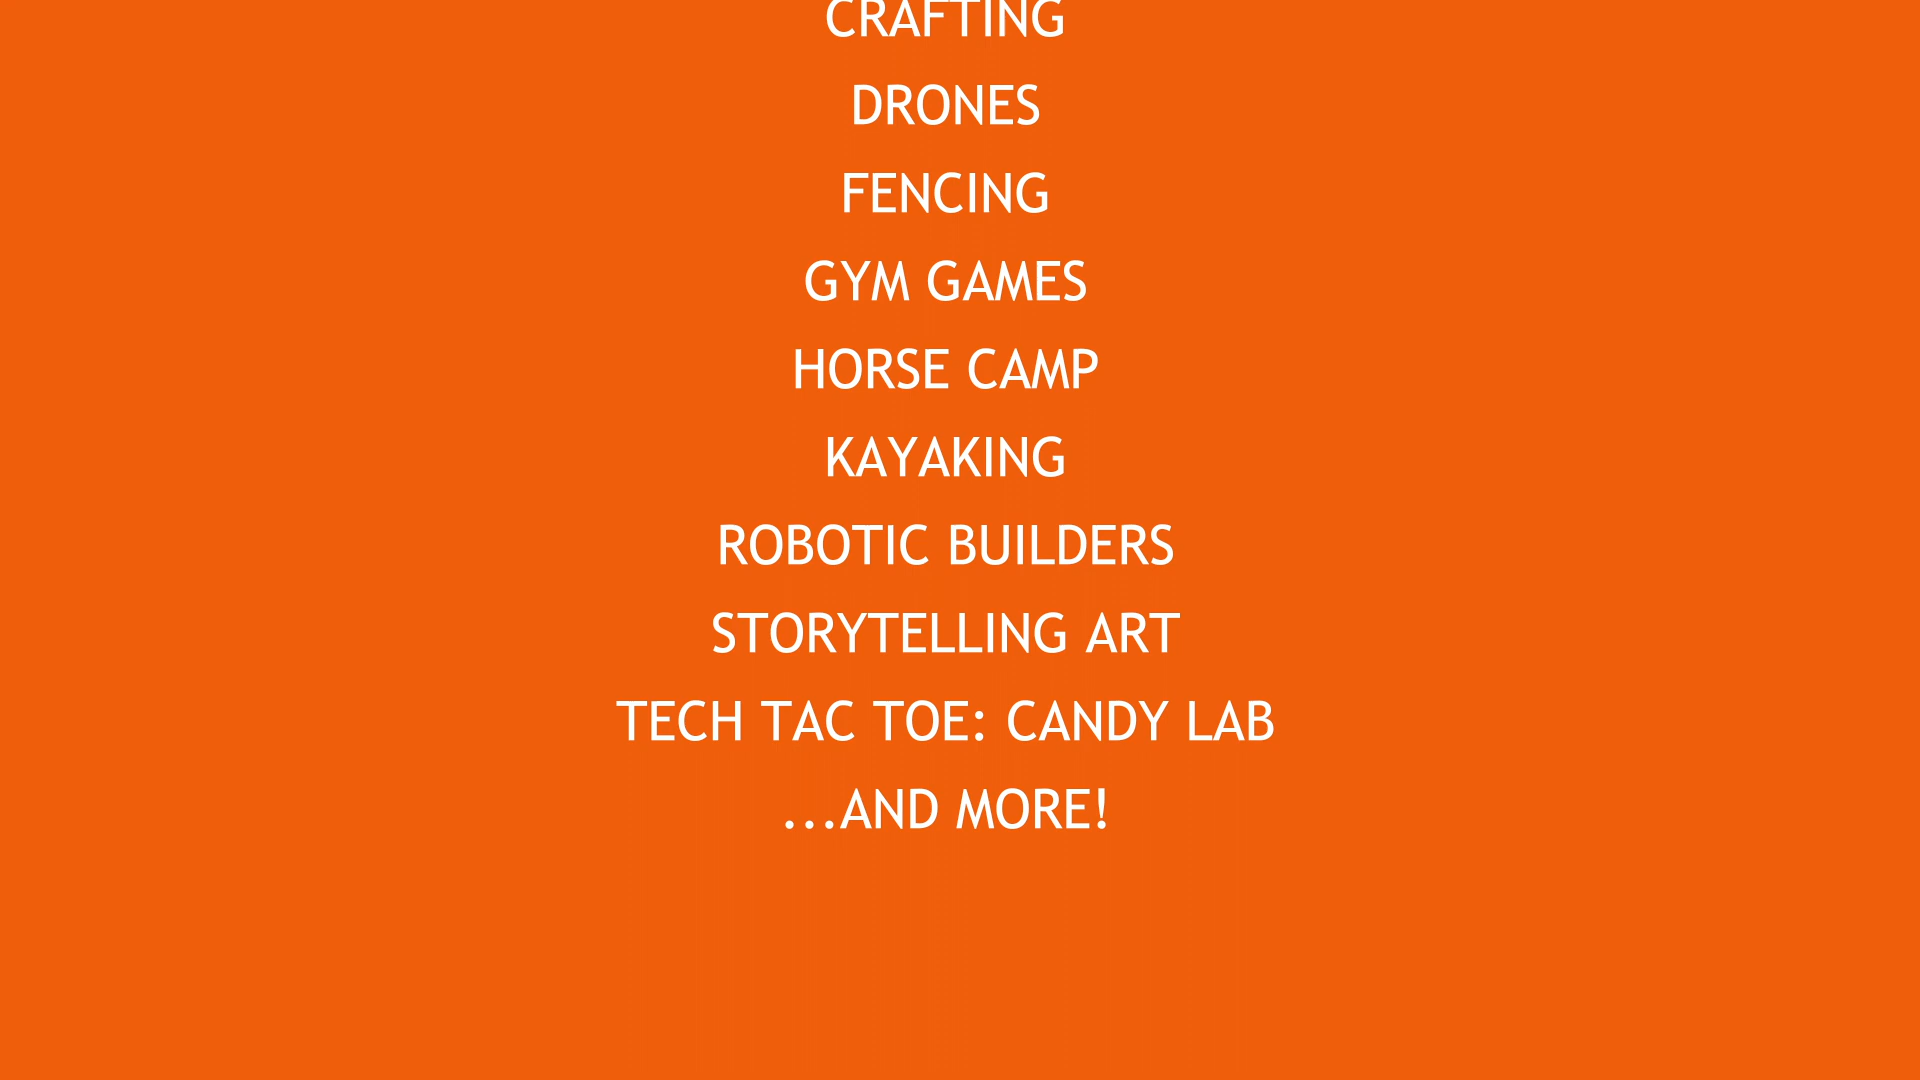 CRAFTING
DRONES
FENCING
GYM GAMES
HORSE CAMP
KAYAKING
ROBOTIC BUILDERS
STORYTELLING ART
TECH TAC TOE: CANDY LAB
...AND MORE!